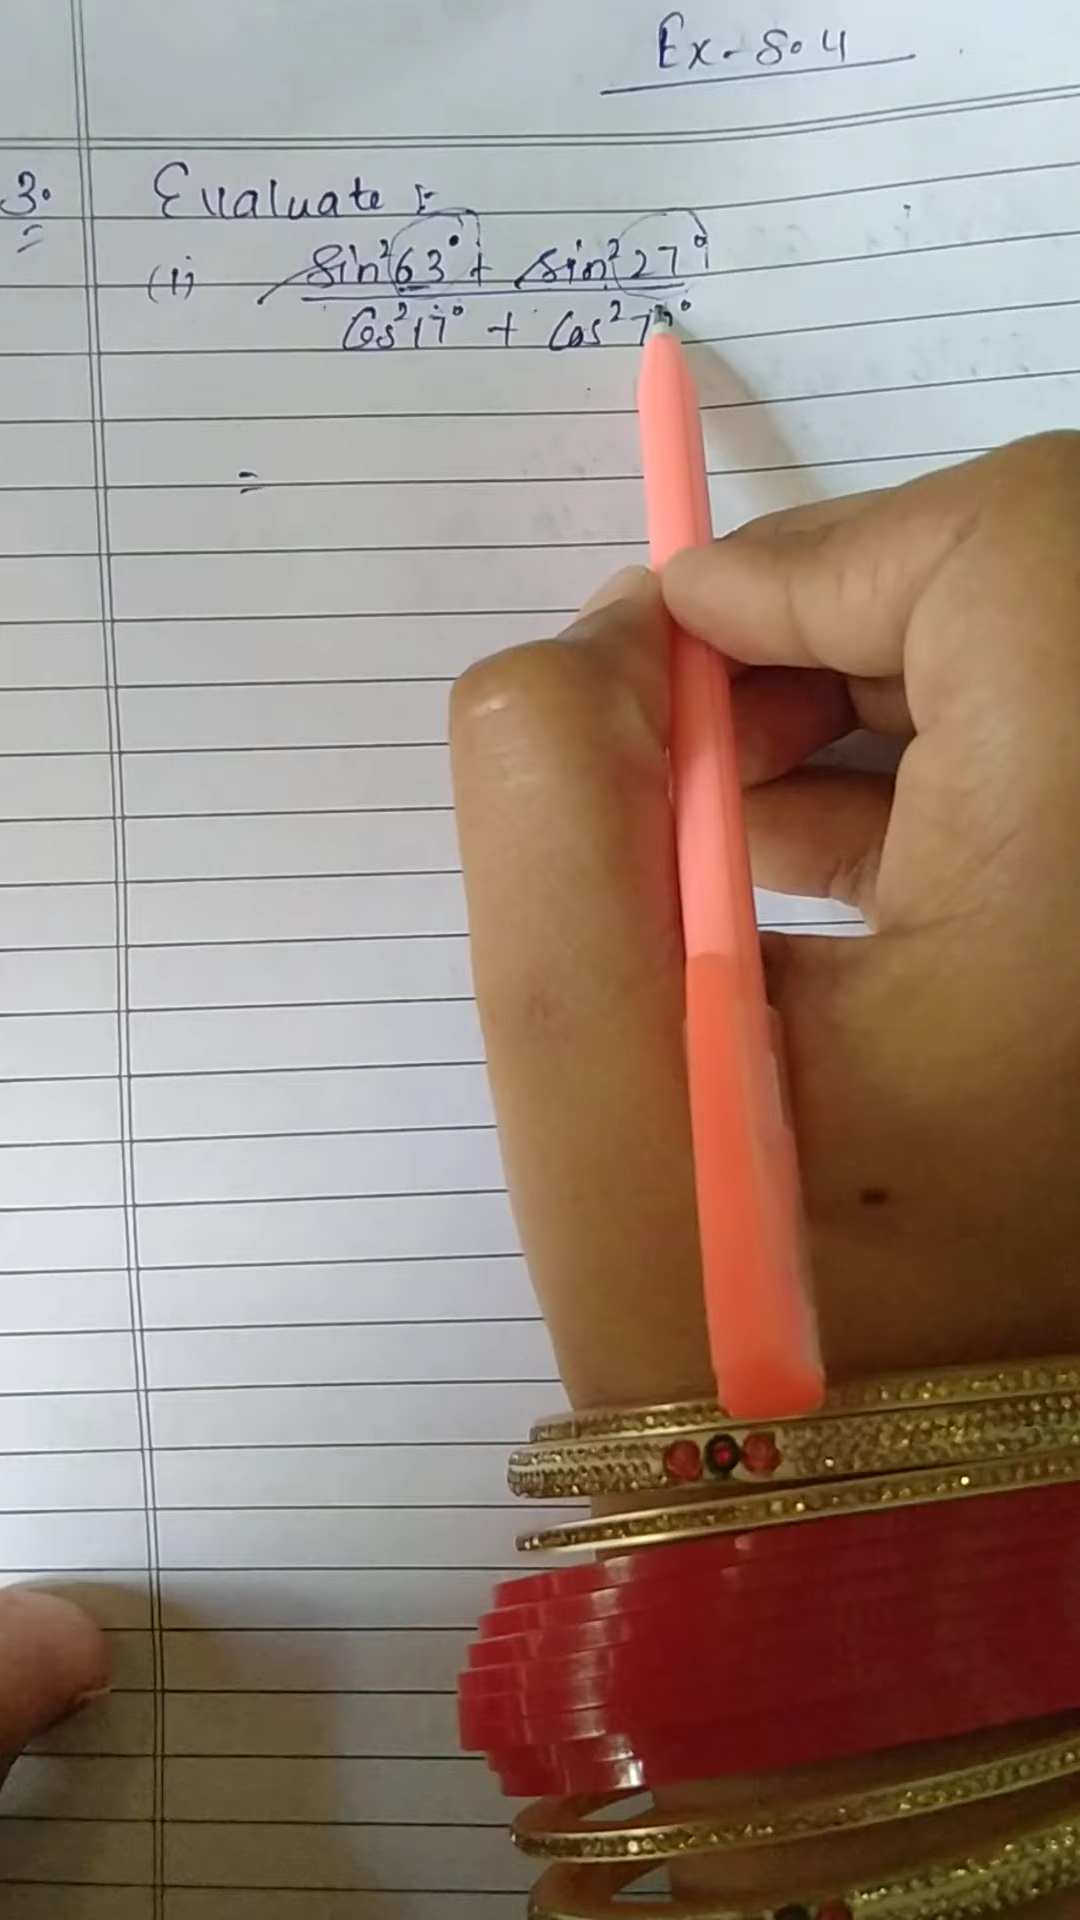 Ex-8.4
3. Evaluate :-
(i) sin²63° + sin²27°
Cos²17° + Cos²73°
=